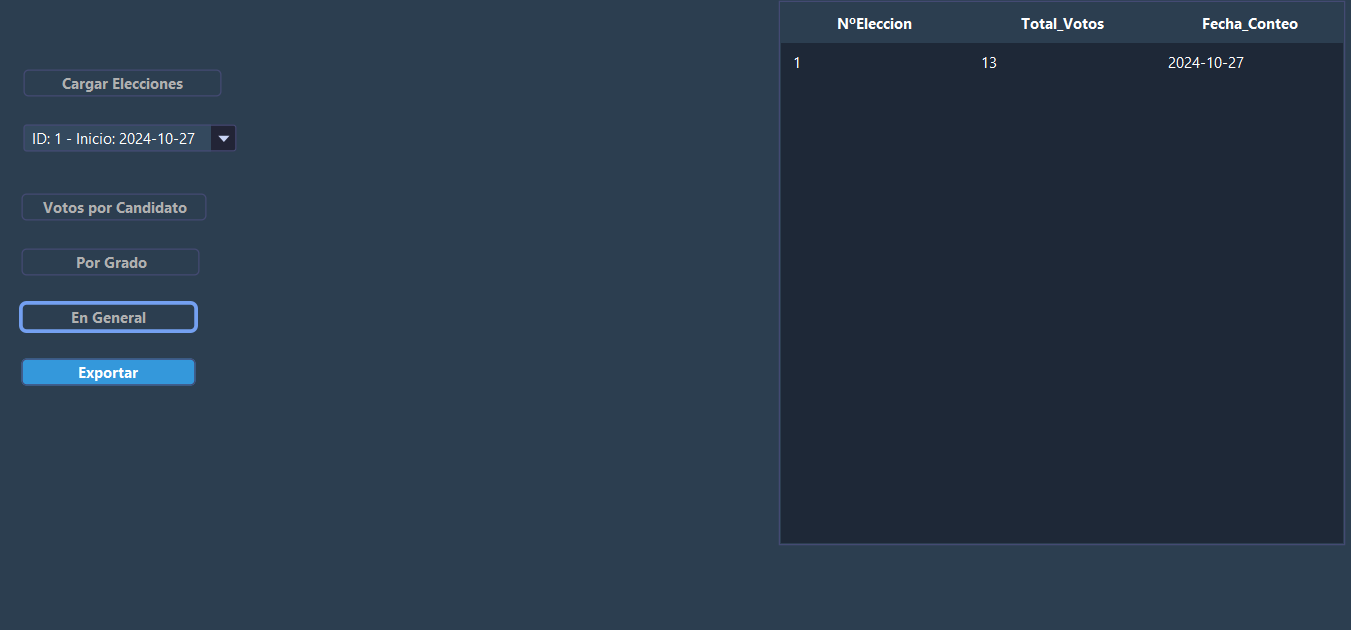 Cargar Elecciones
ID: 1 - Inicio: 2024-10-27
Votos por Candidato
Por Grado
En General
Exportar
NºEleccion Total_Votos Fecha_Conteo
1 13 2024-10-27